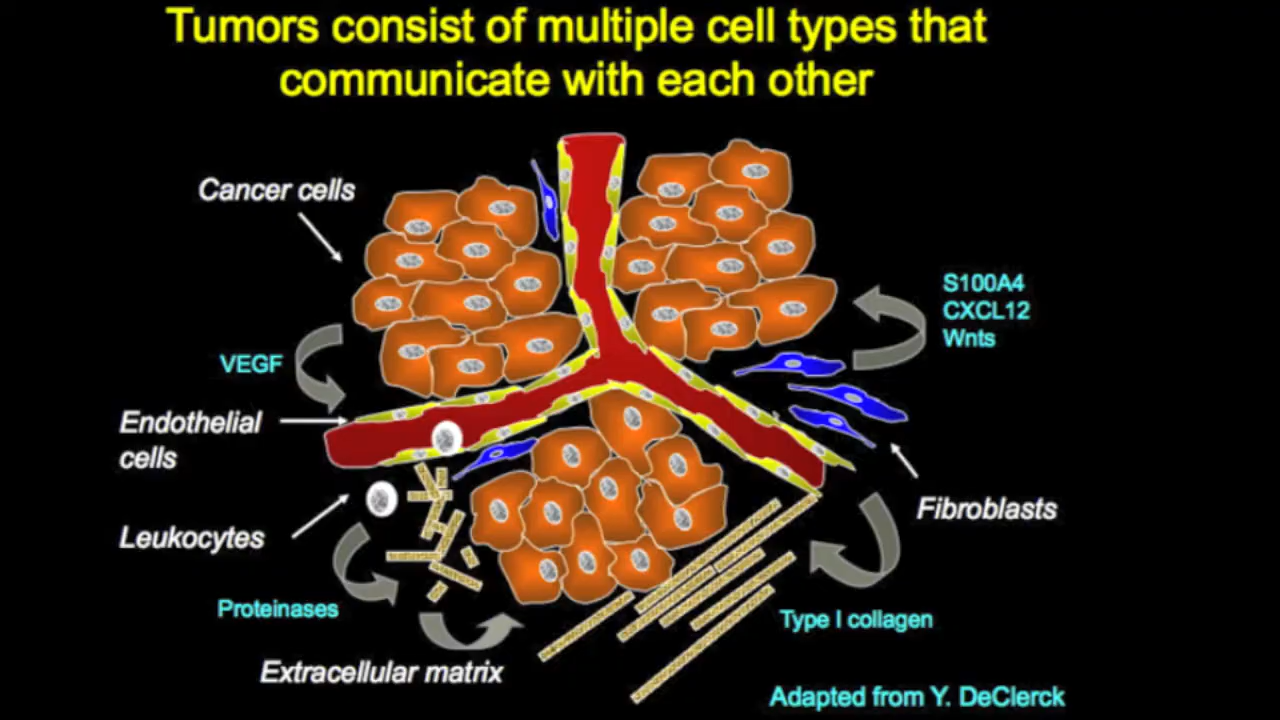 Tumors consist of multiple cell types that
communicate with each other
Cancer cells
S100A4
CXCL12
Wnts
VEGF
Endothelial
cells
Fibroblasts
Leukocytes
Proteinases
Type I collagen
Extracellular matrix
Adapted from Y. DeClerck